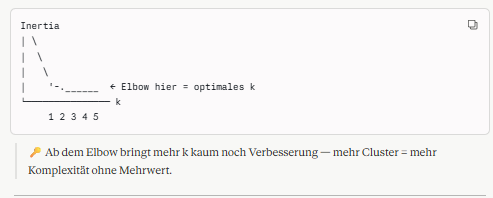 Inertia
| \
|  \
|   \
|    '-.______  ← Elbow hier = optimales k
└─────────────── k
     1 2 3 4 5
🔑 Ab dem Elbow bringt mehr k kaum noch Verbesserung — mehr Cluster = mehr
Komplexität ohne Mehrwert.